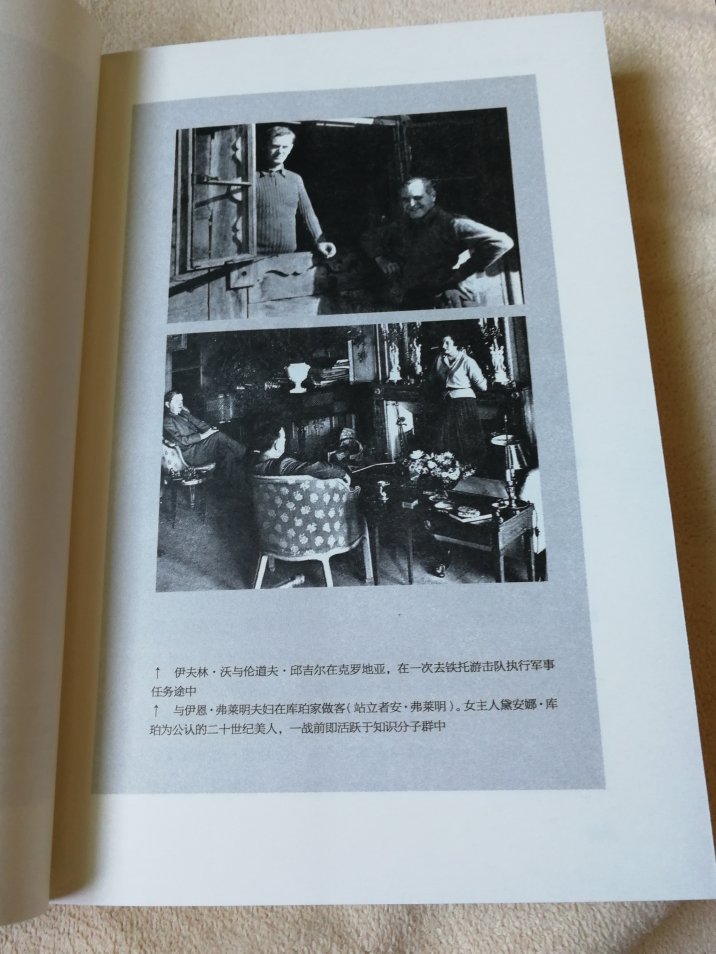 ↑ 伊夫林·沃与伦道夫·邱吉尔在克罗地亚，在一次去铁托游击队执行军事
任务途中
↑ 与伊恩·弗莱明夫妇在库珀家做客（站立者安·弗莱明）。女主人黛安娜·库
珀为公认的二十世纪美人，一战前即活跃于知识分子群中